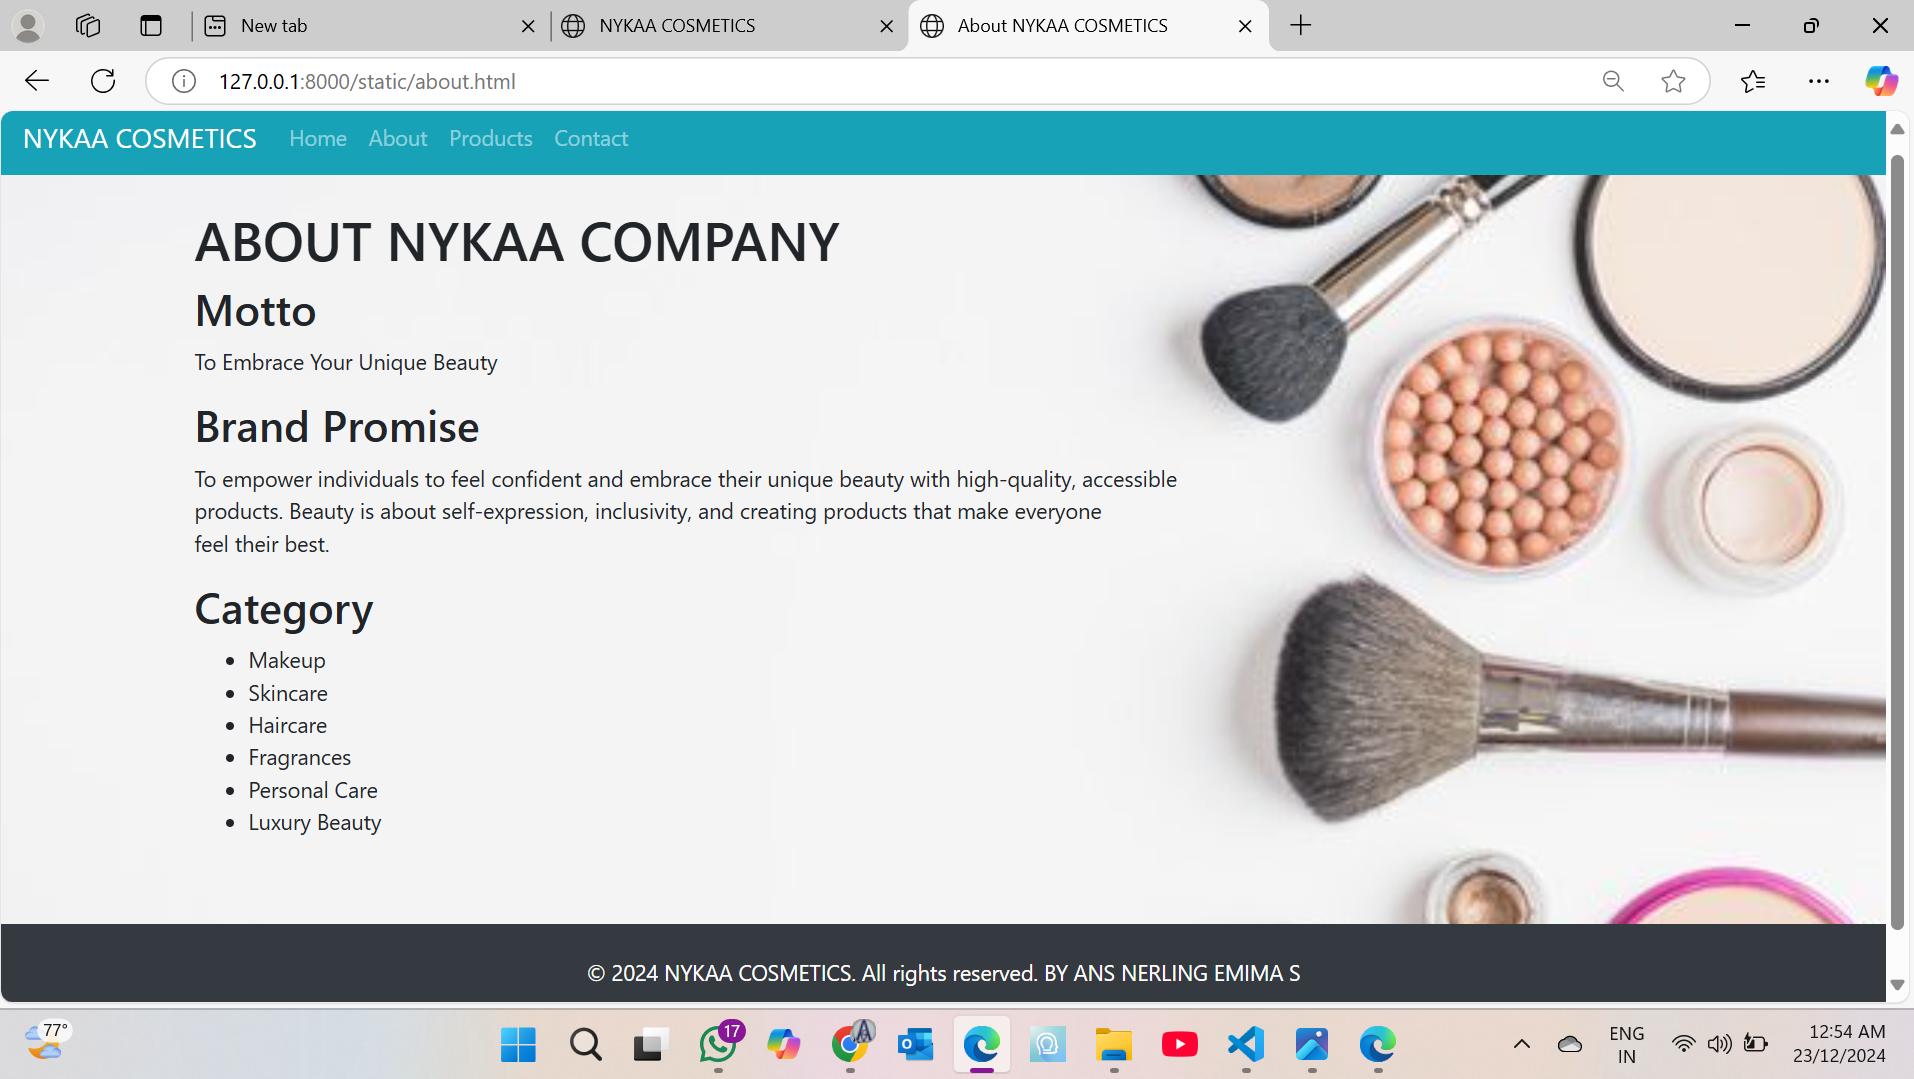 New tab
NYKAA COSMETICS
About NYKAA COSMETICS
127.0.0.1:8000/static/about.html
NYKAA COSMETICS Home About Products Contact
ABOUT NYKAA COMPANY
Motto
To Embrace Your Unique Beauty
Brand Promise
To empower individuals to feel confident and embrace their unique beauty with high-quality, accessible
products. Beauty is about self-expression, inclusivity, and creating products that make everyone
feel their best.
Category
• Makeup
• Skincare
• Haircare
• Fragrances
• Personal Care
• Luxury Beauty
© 2024 NYKAA COSMETICS. All rights reserved. BY ANS NERLING EMIMA S
77°
17
ENG
IN
12:54 AM
23/12/2024